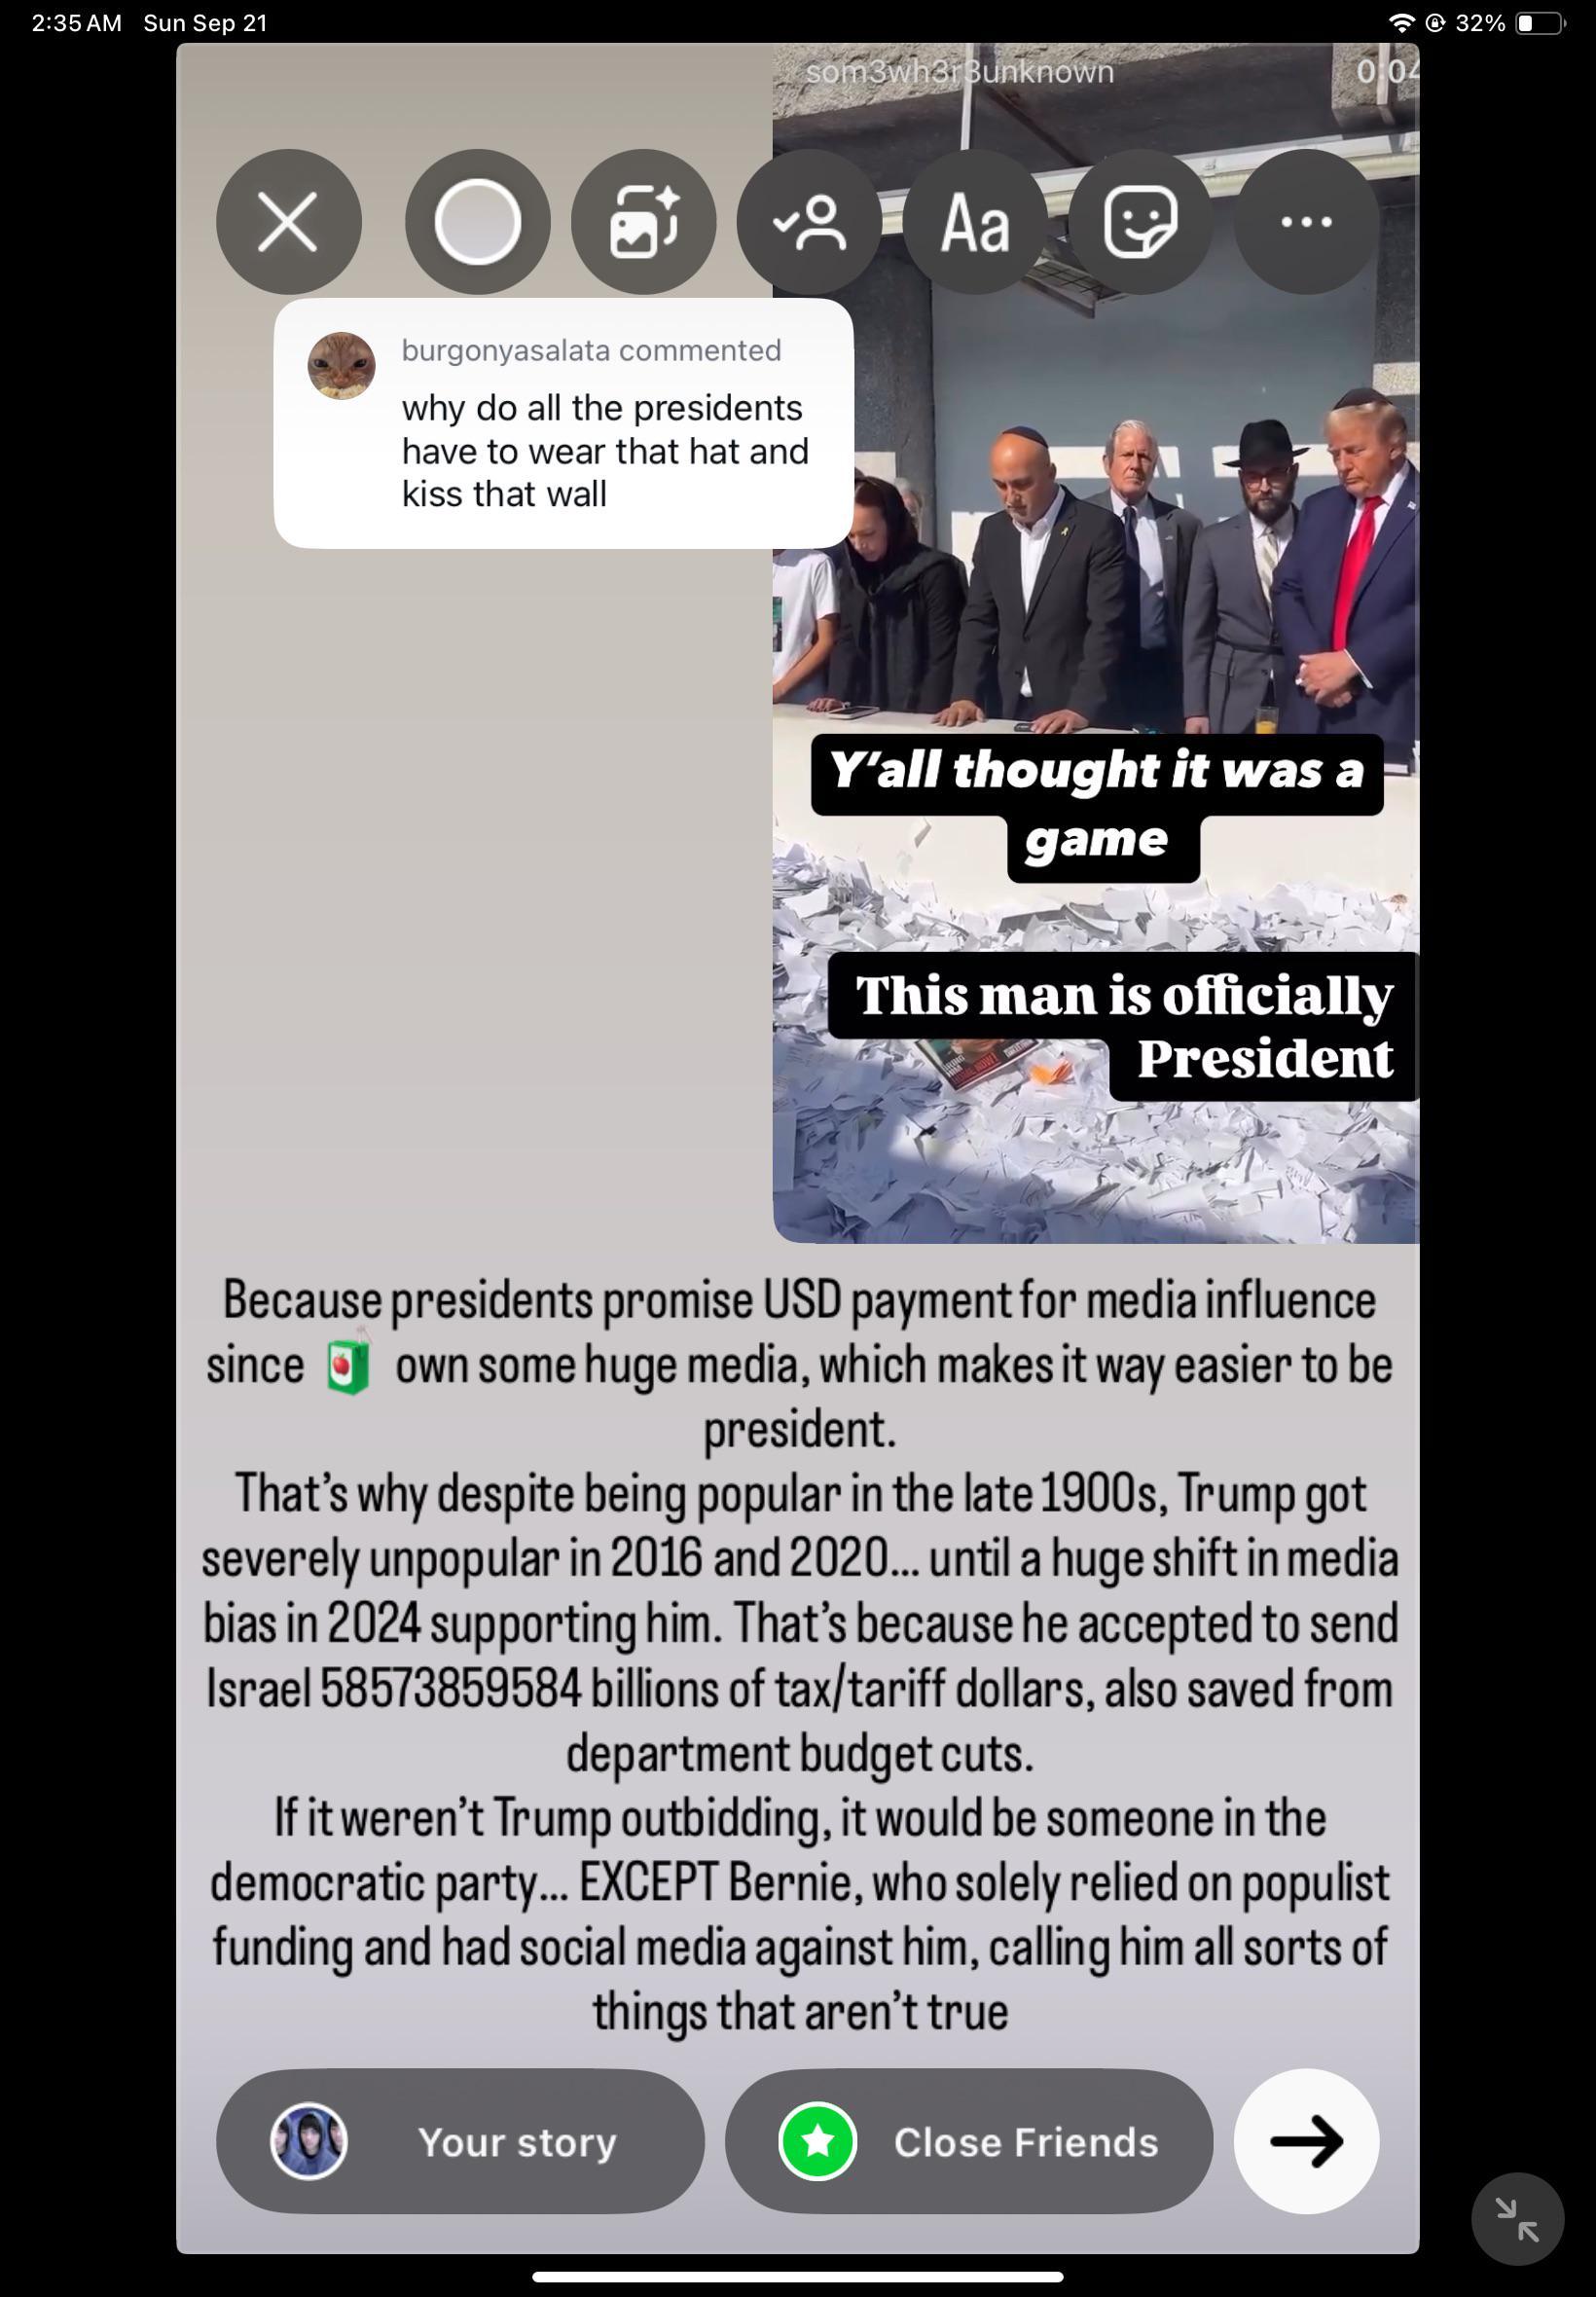 2:35 AM Sun Sep 21
32%
som3wh3r3unknown
0:04
Aa
burgonyasalata commented
why do all the presidents
have to wear that hat and
kiss that wall
Y'all thought it was a
game
This man is officially
President
Because presidents promise USD payment for media influence
since 🧃 own some huge media, which makes it way easier to be
president.
That's why despite being popular in the late 1900s, Trump got
severely unpopular in 2016 and 2020... until a huge shift in media
bias in 2024 supporting him. That's because he accepted to send
Israel 58573859584 billions of tax/tariff dollars, also saved from
department budget cuts.
If it weren't Trump outbidding, it would be someone in the
democratic party... EXCEPT Bernie, who solely relied on populist
funding and had social media against him, calling him all sorts of
things that aren't true
Your story
Close Friends